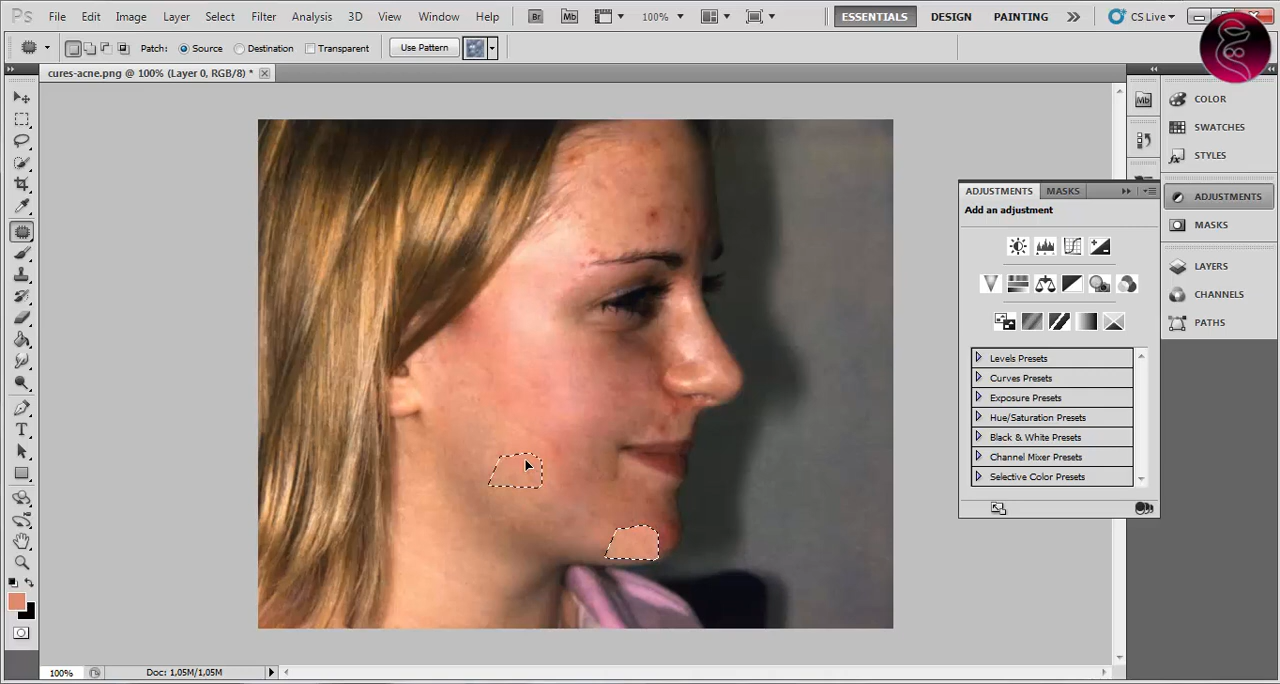 Ps File Edit Image Layer Select Filter Analysis 3D View Window Help Br Mb 100% ESSENTIALS DESIGN PAINTING CS Live
Patch: Source Destination Transparent Use Pattern
cures-acne.png @ 100% (Layer 0, RGB/8) *
Mb
COLOR
SWATCHES
STYLES
ADJUSTMENTS
MASKS
LAYERS
CHANNELS
PATHS
ADJUSTMENTS MASKS
Add an adjustment
Levels Presets
Curves Presets
Exposure Presets
Hue/Saturation Presets
Black & White Presets
Channel Mixer Presets
Selective Color Presets
T
100% Doc: 1,05M/1,05M